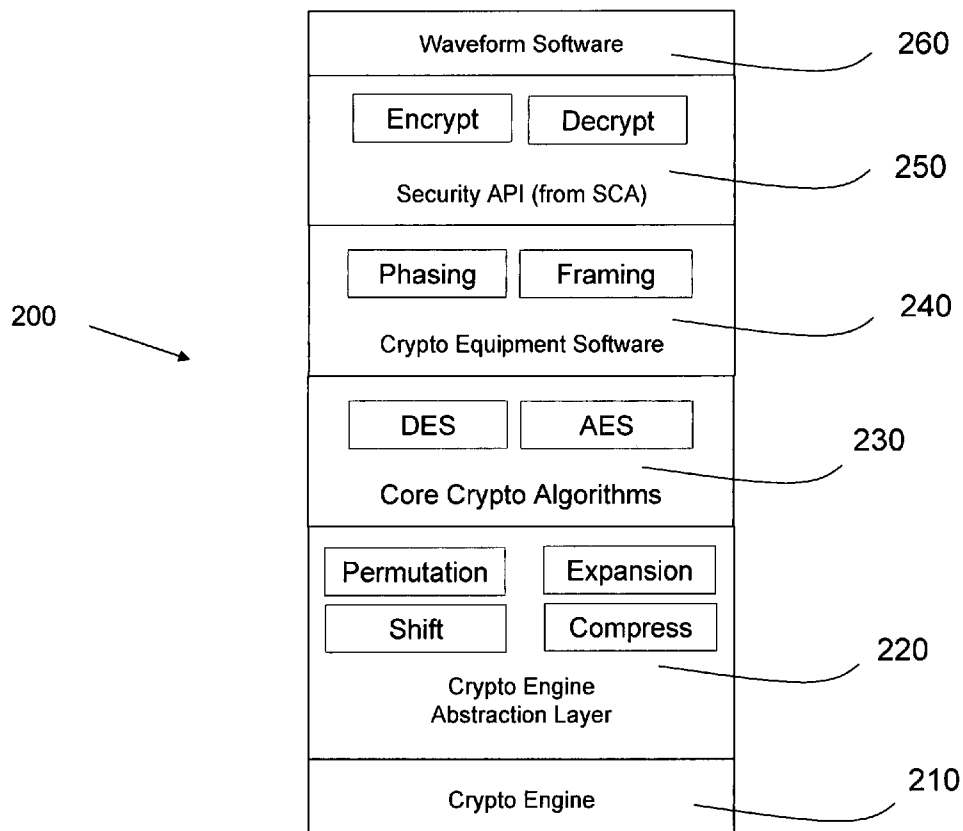 Waveform Software
260
Encrypt Decrypt
250
Security API (from SCA)
Phasing Framing
240
200
Crypto Equipment Software
DES AES
230
Core Crypto Algorithms
Permutation Expansion
Shift Compress
220
Crypto Engine
Abstraction Layer
210
Crypto Engine